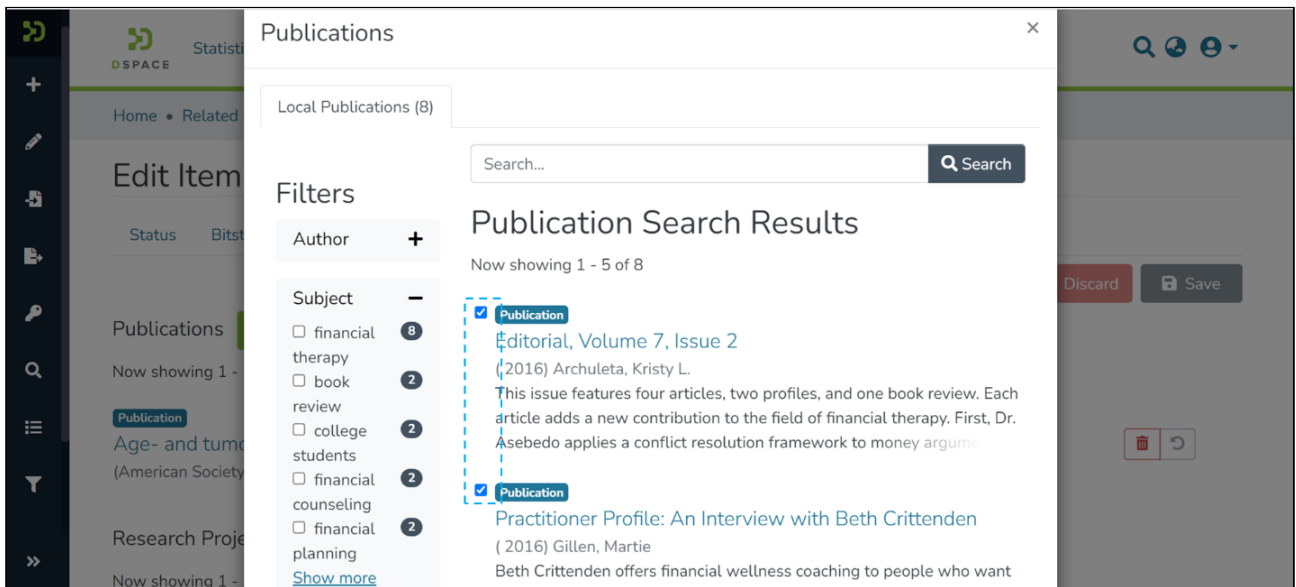 Publications
×
DSPACE
Statisti
Local Publications (8)
Home • Related
Search...
Search
Edit Item
Filters
Author
Publication Search Results
Status Bitst
Now showing 1 - 5 of 8
Discard
Save
Subject
Publication
Publications
financial therapy 8
Editorial, Volume 7, Issue 2
Now showing 1 -
(2016) Archuleta, Kristy L.
book review 2
This issue features four articles, two profiles, and one book review. Each
Publication
college students 2
article adds a new contribution to the field of financial therapy. First, Dr.
Age- and tumo
Asebedo applies a conflict resolution framework to money argume
(American Society
financial counseling 2
Publication
financial planning 2
Practitioner Profile: An Interview with Beth Crittenden
Research Proje
( 2016) Gillen, Martie
Show more
Beth Crittenden offers financial wellness coaching to people who want
Now showing 1 -